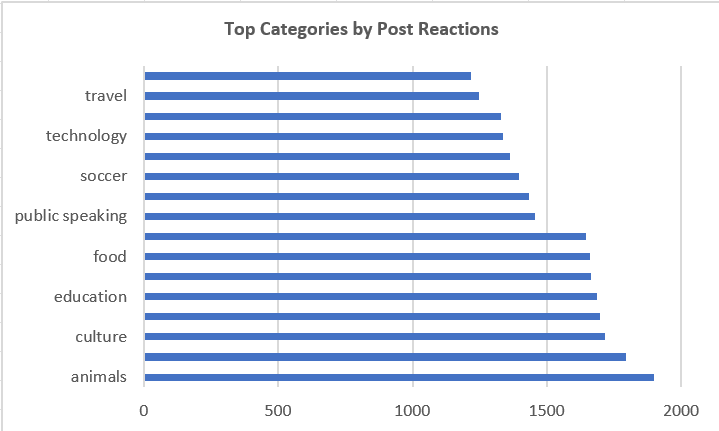 Top Categories by Post Reactions
travel
technology
soccer
public speaking
food
education
culture
animals
0 500 1000 1500 2000